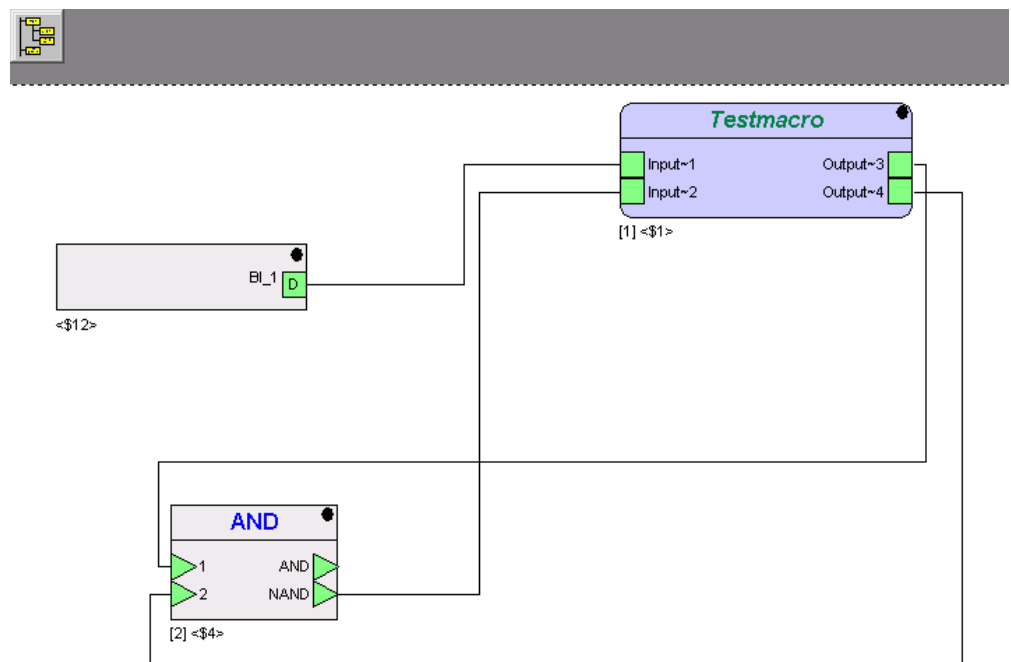 Testmacro
Input~1 Output~3
Input~2 Output~4
[1] <$1>
BI_1
D
<$12>
AND
1 AND
2 NAND
[2] <$4>